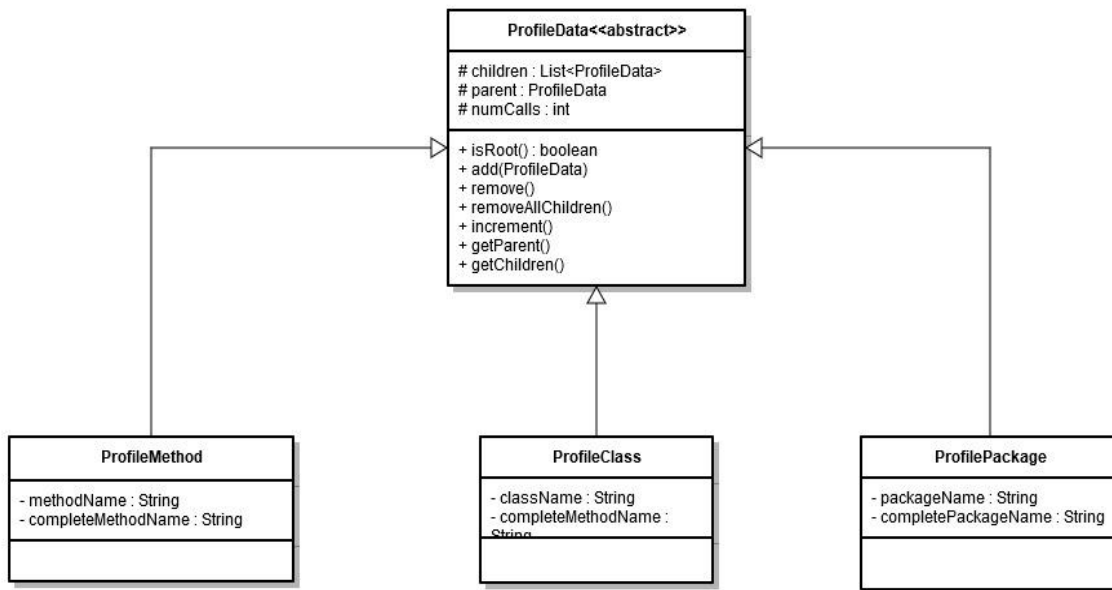 ProfileData<<abstract>>
# children : List<ProfileData>
# parent : ProfileData
# numCalls : int
+ isRoot() : boolean
+ add(ProfileData)
+ remove()
+ removeAllChildren()
+ increment()
+ getParent()
+ getChildren()
ProfileMethod
- methodName : String
- completeMethodName : String
ProfileClass
- className : String
- completeMethodName :
String
ProfilePackage
- packageName : String
- completePackageName : String